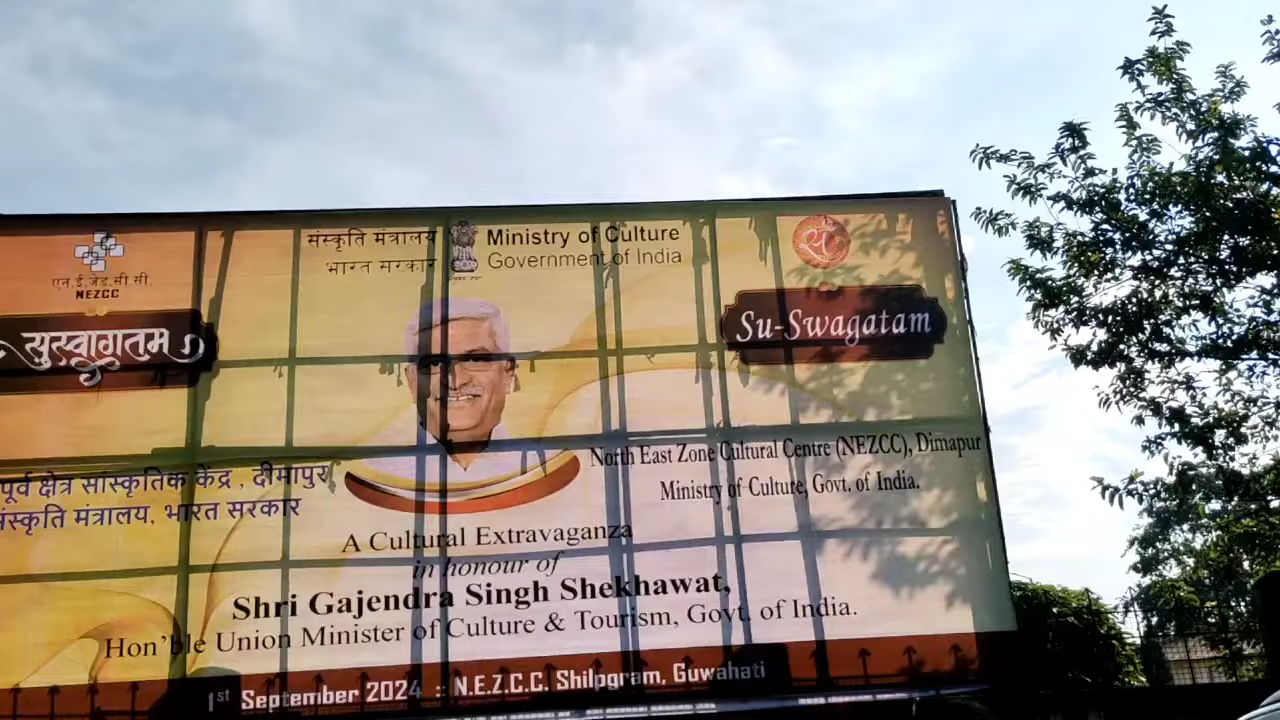 एन.ई.जेड.सी.सी.
NEZCC
सुस्वागतम
संस्कृति मंत्रालय
भारत सरकार
Ministry of Culture
Government of India
Su-Swagatam
पूर्व क्षेत्र सांस्कृतिक केंद्र , दीमापुर
संस्कृति मंत्रालय, भारत सरकार
North East Zone Cultural Centre (NEZCC), Dimapur
Ministry of Culture, Govt. of India.
A Cultural Extravaganza
in honour of
Shri Gajendra Singh Shekhawat,
Hon'ble Union Minister of Culture & Tourism, Govt. of India.
1st September 2024 :: N.E.Z.C.C. Shilpgram, Guwahati